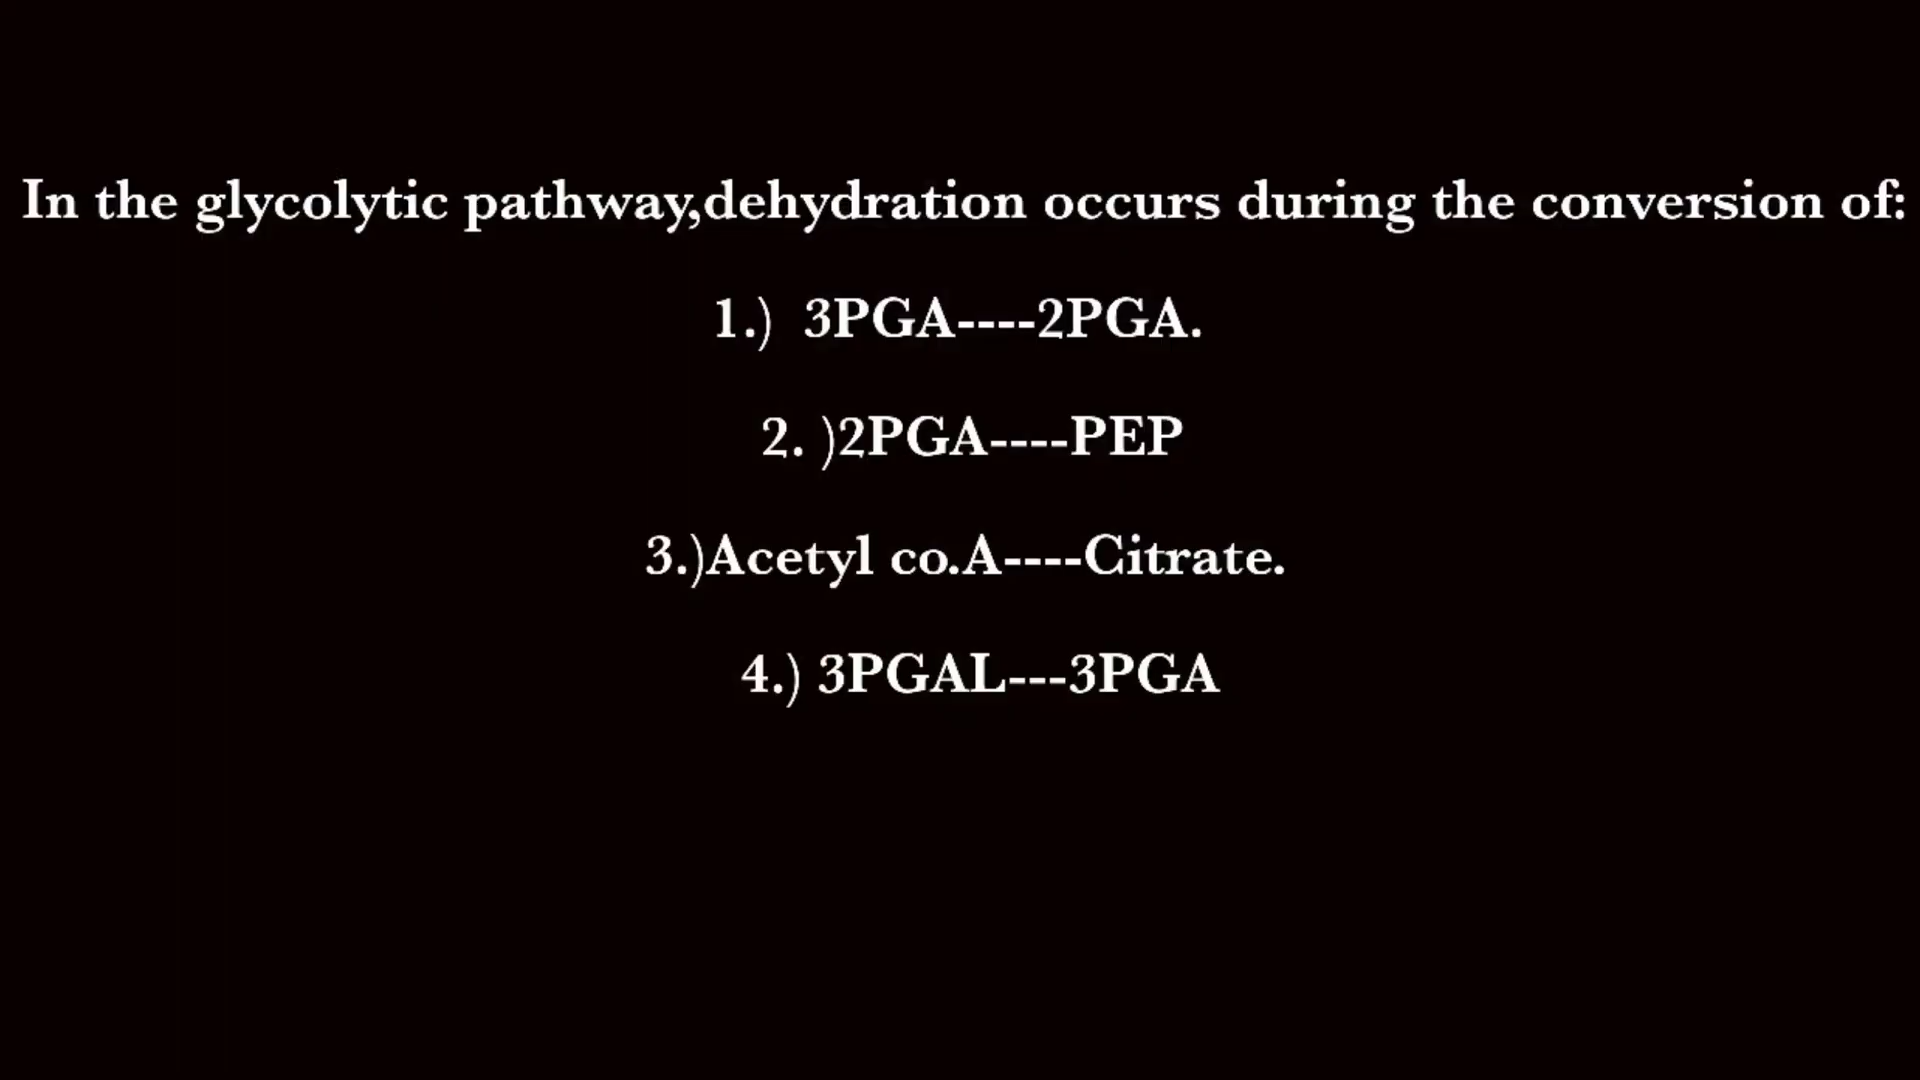 In the glycolytic pathway,dehydration occurs during the conversion of:
1.) 3PGA----2PGA.
2. )2PGA----PEP
3.)Acetyl co.A----Citrate.
4.) 3PGAL---3PGA